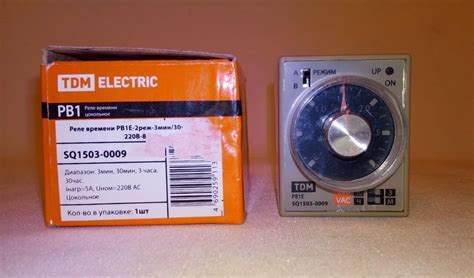 TDM ELECTRIC
РВ1
Реле времени
цокольное
Реле времени РВ1Е-2реж-3мин/30-
220В-8
SQ1503-0009
Диапазон: 3мин, 30мин, 3 часа,
30час.
Iнагр=5А, Uном=220В АС
Цокольное
Кол-во в упаковке: 1шт
4690259113
А РЕЖИМ UP
В ON
TDM
РВ1Е
SQ1503-0009
VAC
Ч
З
М